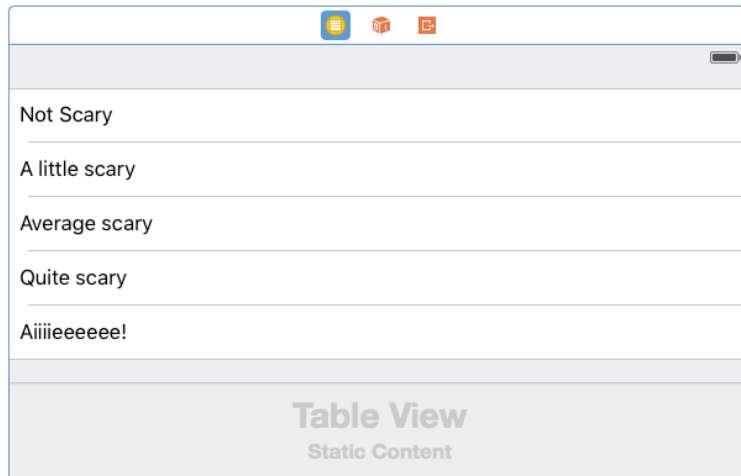 Not Scary
A little scary
Average scary
Quite scary
Aiiiieeeeee!
Table View
Static Content